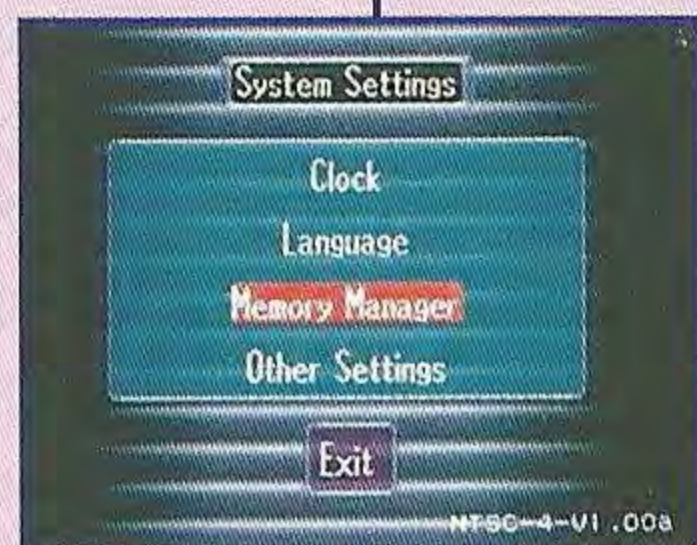 System Settings
Clock
Language
Memory Manager
Other Settings
Exit
NTSC-4-V1.00a